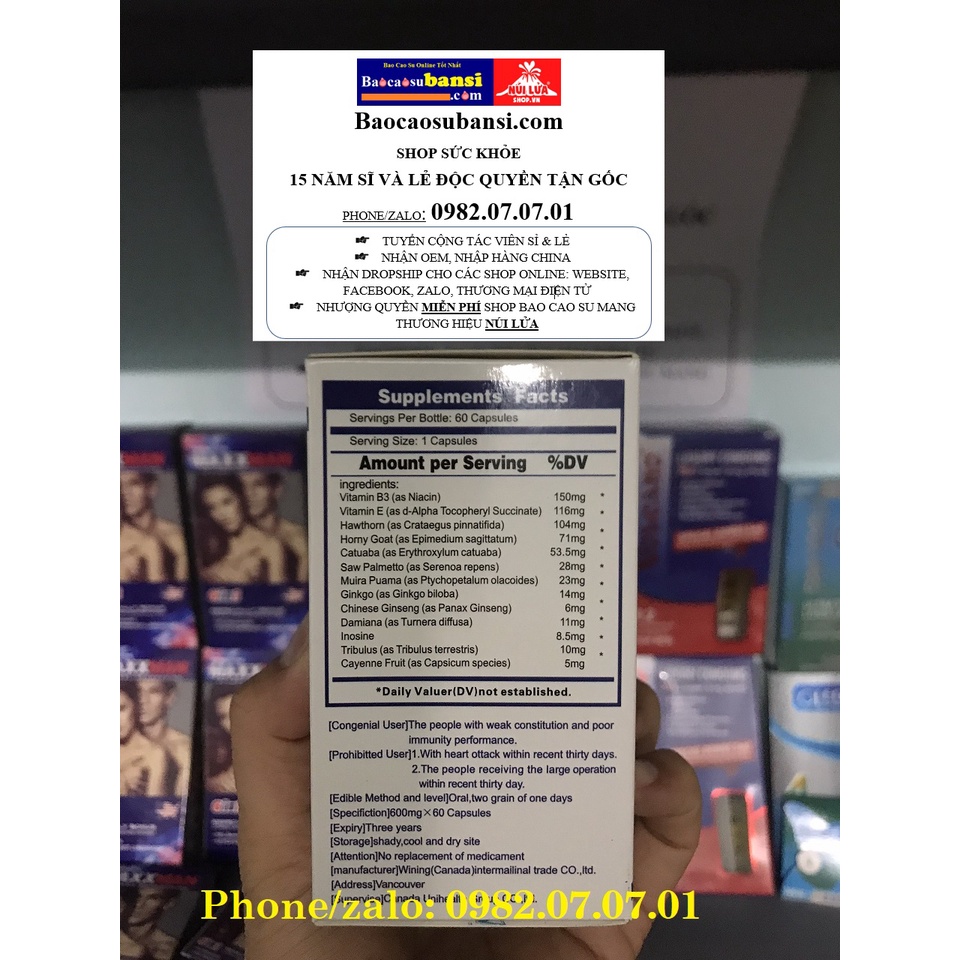 Bao Cao Su Online Tốt Nhất
Baocaosubansi
.com
NÚI LỬA
SHOP.VN
Baocaosubansi.com
SHOP SỨC KHỎE
15 NĂM SĨ VÀ LẺ ĐỘC QUYỀN TẬN GỐC
PHONE/ZALO: 0982.07.07.01
TUYỂN CỘNG TÁC VIÊN SỈ & LẺ
NHẬN OEM, NHẬP HÀNG CHINA
NHẬN DROPSHIP CHO CÁC SHOP ONLINE: WEBSITE,
FACEBOOK, ZALO, THƯƠNG MẠI ĐIỆN TỬ
NHƯỢNG QUYỀN MIỄN PHÍ SHOP BAO CAO SU MANG
THƯƠNG HIỆU NÚI LỬA
Supplements Facts
Servings Per Bottle: 60 Capsules
Serving Size: 1 Capsules
Amount per Serving %DV
ingredients:
Vitamin B3 (as Niacin) 150mg *
Vitamin E (as d-Alpha Tocopheryl Succinate) 116mg *
Hawthorn (as Crataegus pinnatifida) 104mg *
Horny Goat (as Epimedium sagittatum) 71mg
Catuaba (as Erythroxylum catuaba) 53.5mg *
Saw Palmetto (as Serenoa repens) 28mg *
Muira Puama (as Ptychopetalum olacoides) 23mg *
Ginkgo (as Ginkgo biloba) 14mg
Chinese Ginseng (as Panax Ginseng) 6mg *
Damiana (as Turnera diffusa) 11mg *
Inosine 8.5mg *
Tribulus (as Tribulus terrestris) 10mg *
Cayenne Fruit (as Capsicum species) 5mg
*Daily Valuer(DV)not established.
[Congenial User]The people with weak constitution and poor
immunity performance.
[Prohibitted User]1.With heart ottack within recent thirty days.
2.The people receiving the large operation
within recent thirty day.
[Edible Method and level]Oral,two grain of one days
[Specifiction]600mg×60 Capsules
[Expiry]Three years
[Storage]shady,cool and dry site
[Attention]No replacement of medicament
[manufacturer]Wining(Canada)intermailinal trade CO.,ltd.
[Address]Vancouver
Phone/zalo: 0982.07.07.01